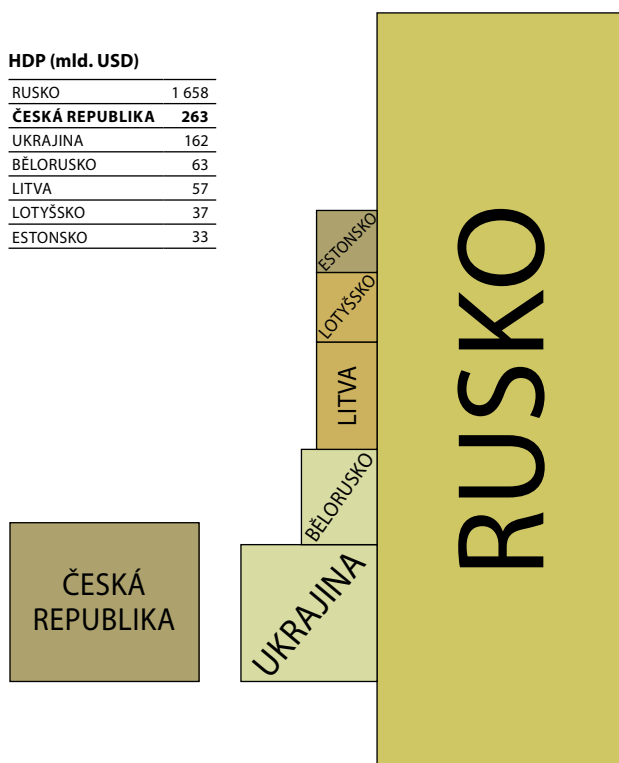 HDP (mld. USD)
RUSKO 1 658
ČESKÁ REPUBLIKA 263
UKRAJINA 162
BĚLORUSKO 63
LITVA 57
LOTYŠSKO 37
ESTONSKO 33
ESTONSKO
LOTYŠSKO
LITVA
BĚLORUSKO
UKRAJINA
RUSKO
ČESKÁ
REPUBLIKA